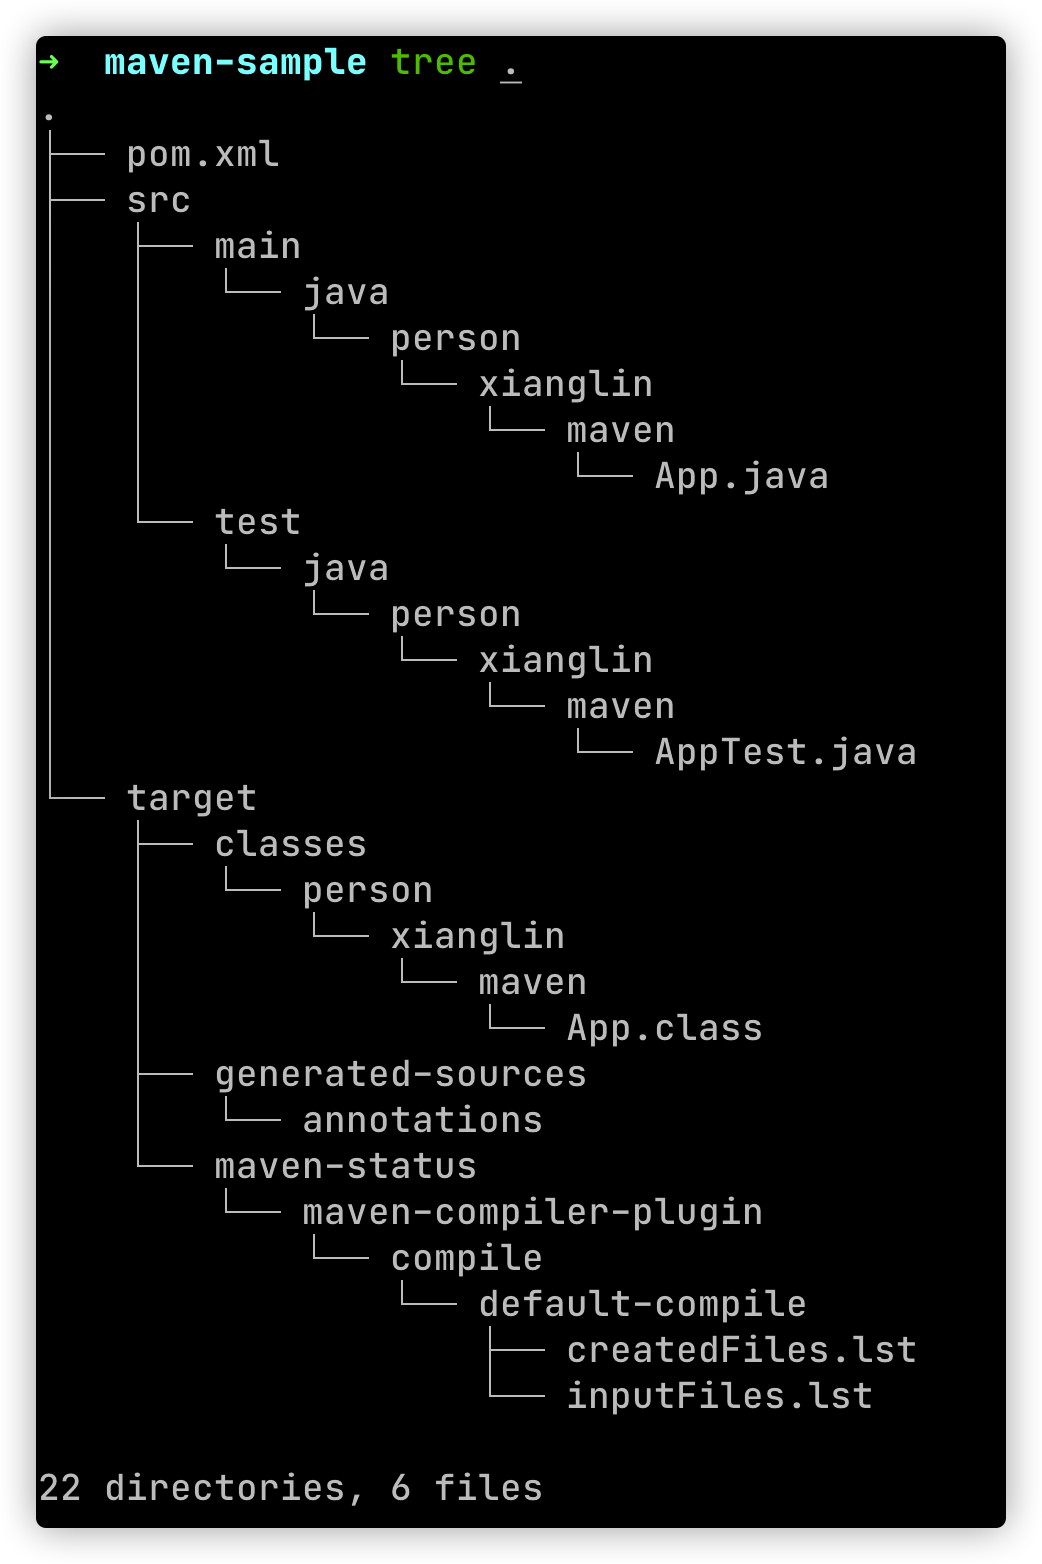 ➜  maven-sample tree .
.
├── pom.xml
├── src
│   ├── main
│   │   └── java
│   │       └── person
│   │           └── xianglin
│   │               └── maven
│   │                   └── App.java
│   └── test
│       └── java
│           └── person
│               └── xianglin
│                   └── maven
│                       └── AppTest.java
└── target
    ├── classes
    │   └── person
    │       └── xianglin
    │           └── maven
    │               └── App.class
    ├── generated-sources
    │   └── annotations
    └── maven-status
        └── maven-compiler-plugin
            └── compile
                └── default-compile
                    ├── createdFiles.lst
                    └── inputFiles.lst

22 directories, 6 files